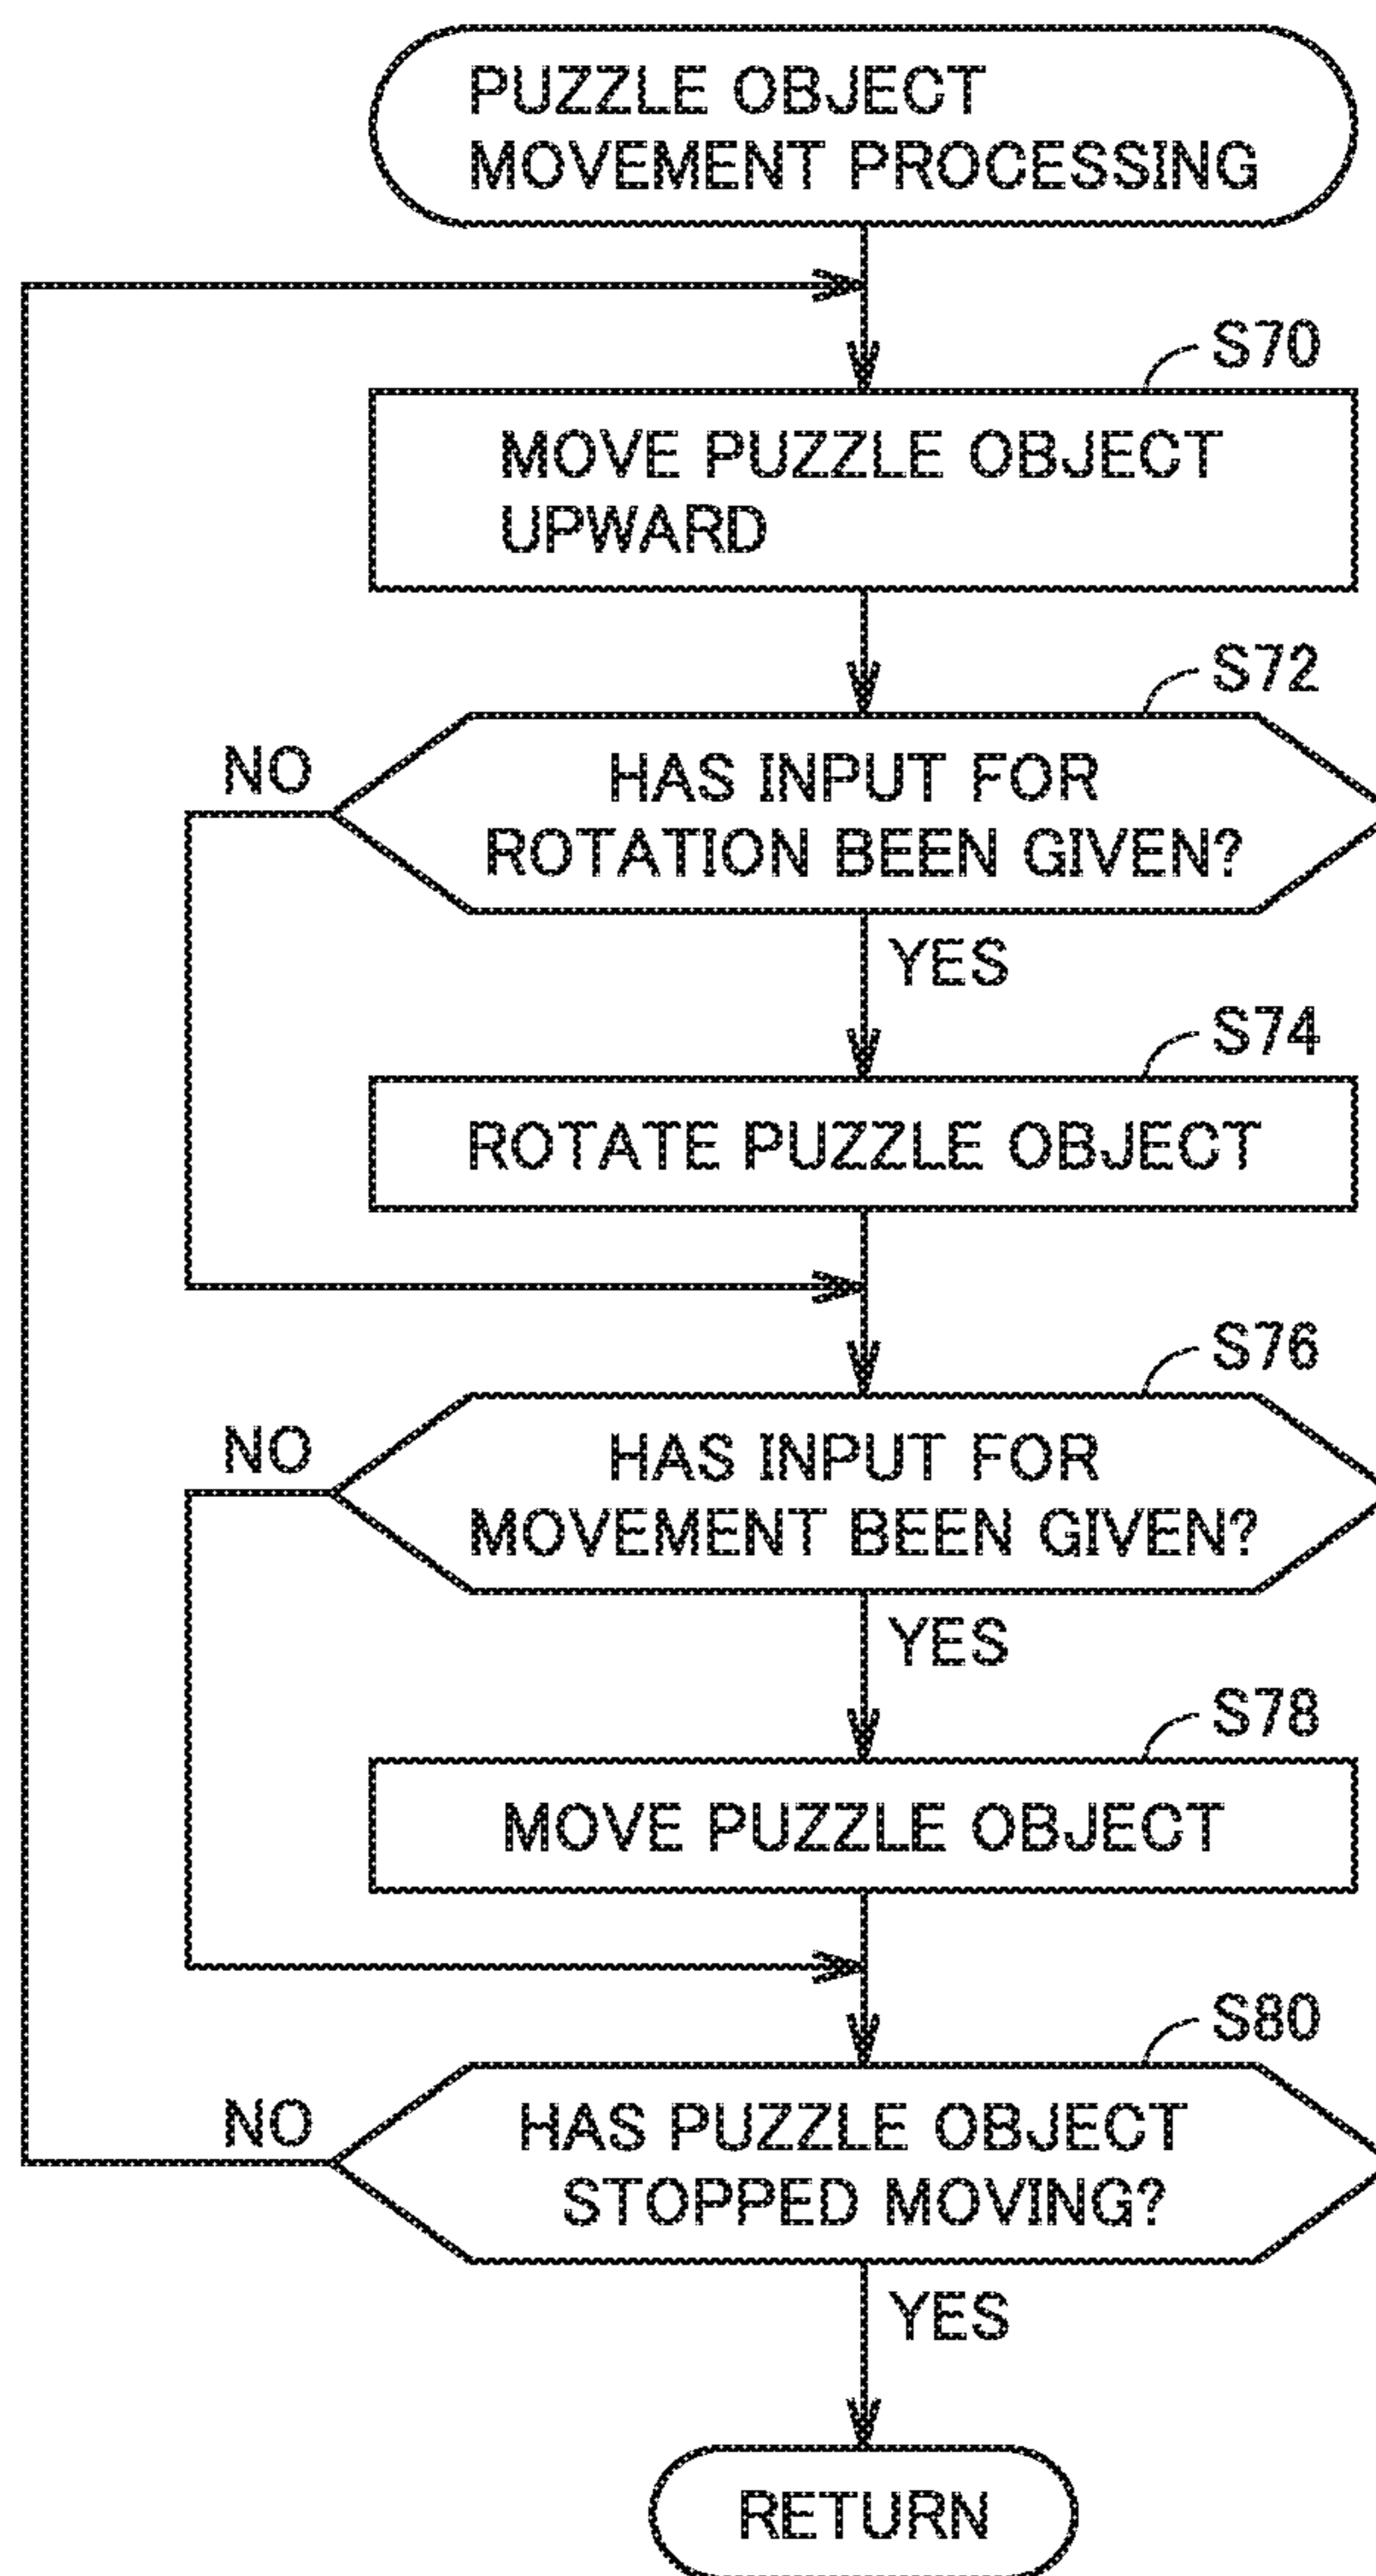 PUZZLE OBJECT
MOVEMENT PROCESSING
S70
MOVE PUZZLE OBJECT
UPWARD
S72
NO
HAS INPUT FOR
ROTATION BEEN GIVEN?
YES
S74
ROTATE PUZZLE OBJECT
S76
NO
HAS INPUT FOR
MOVEMENT BEEN GIVEN?
YES
S78
MOVE PUZZLE OBJECT
S80
NO
HAS PUZZLE OBJECT
STOPPED MOVING?
YES
RETURN